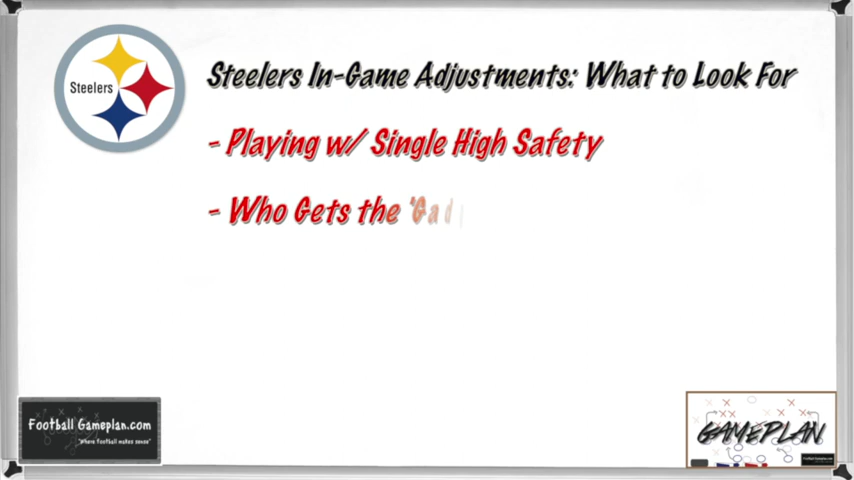 Steelers
Steelers In-Game Adjustments: What to Look For
- Playing w/ Single High Safety
- Who Gets the
Football Gameplan.com
"Where football makes sense"
GAMEPLAN